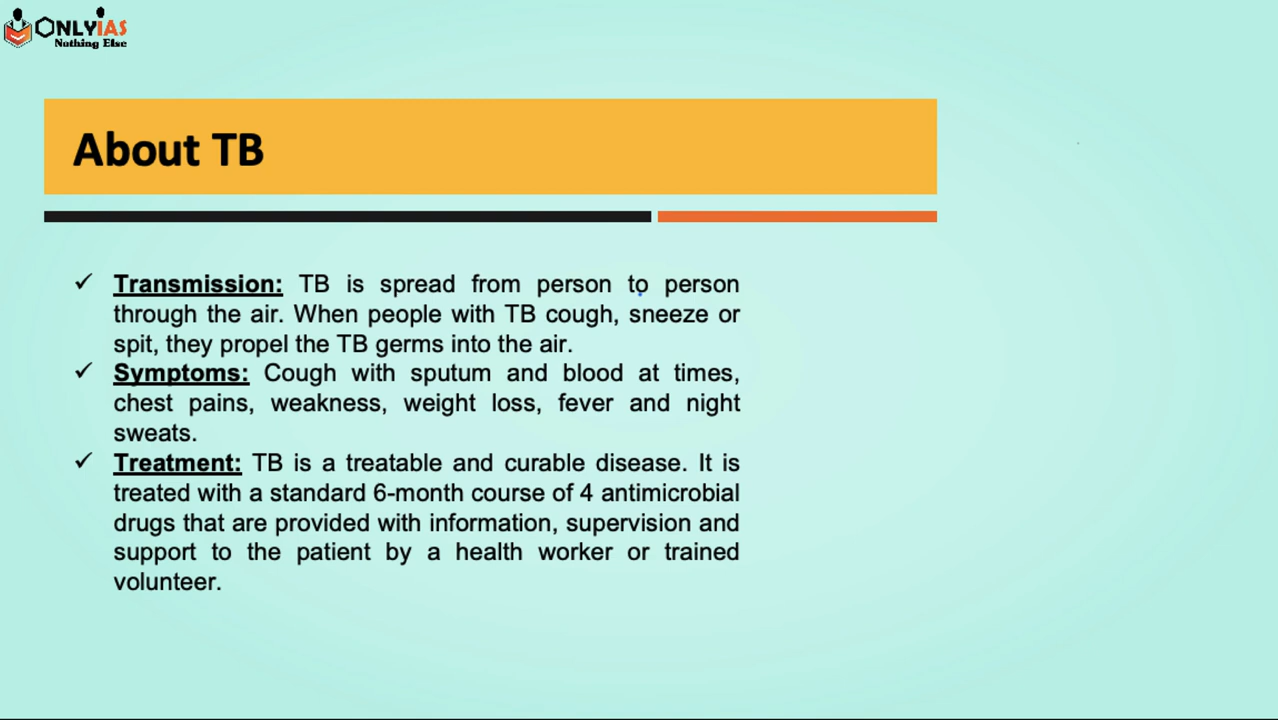 ONLYIAS
Nothing Else
About TB
✓ Transmission: TB is spread from person to person
through the air. When people with TB cough, sneeze or
spit, they propel the TB germs into the air.
✓ Symptoms: Cough with sputum and blood at times,
chest pains, weakness, weight loss, fever and night
sweats.
✓ Treatment: TB is a treatable and curable disease. It is
treated with a standard 6-month course of 4 antimicrobial
drugs that are provided with information, supervision and
support to the patient by a health worker or trained
volunteer.